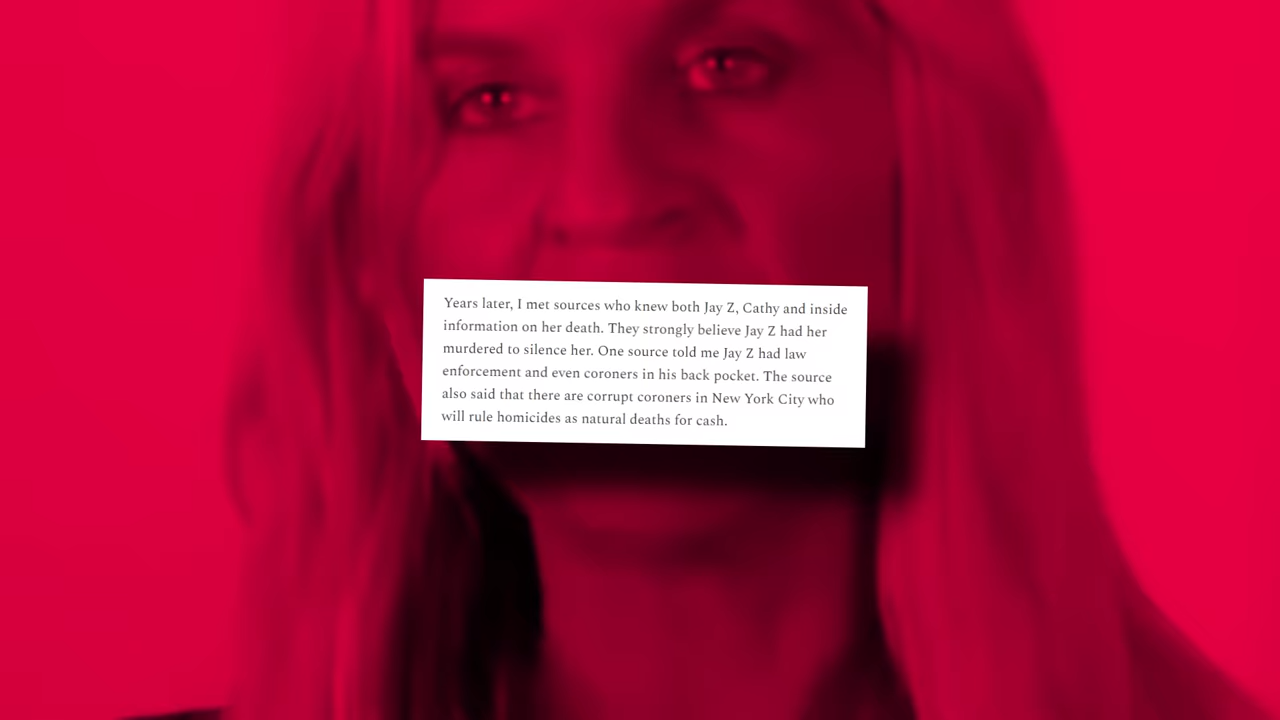 Years later, I met sources who knew both Jay Z, Cathy and inside
information on her death. They strongly believe Jay Z had her
murdered to silence her. One source told me Jay Z had law
enforcement and even coroners in his back pocket. The source
also said that there are corrupt coroners in New York City who
will rule homicides as natural deaths for cash.